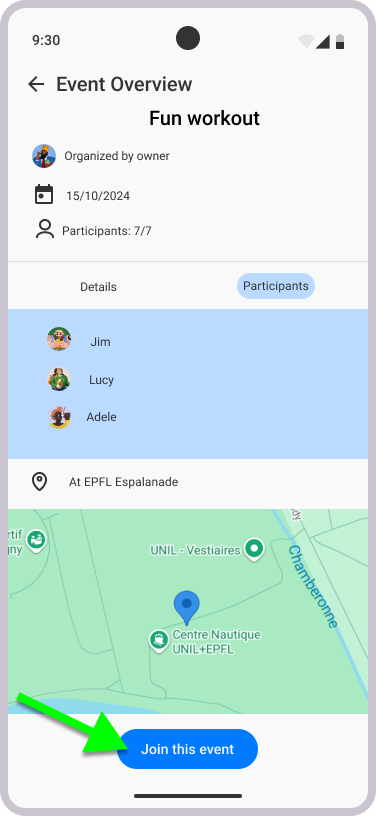 9:30
Event Overview
Fun workout
Organized by owner
15/10/2024
Participants: 7/7
Details
Participants
Jim
Lucy
Adele
At EPFL Espalanade
rtif
gny
dy
UNIL - Vestiaires
Chamberonne
Centre Nautique
UNIL+EPFL
Join this event